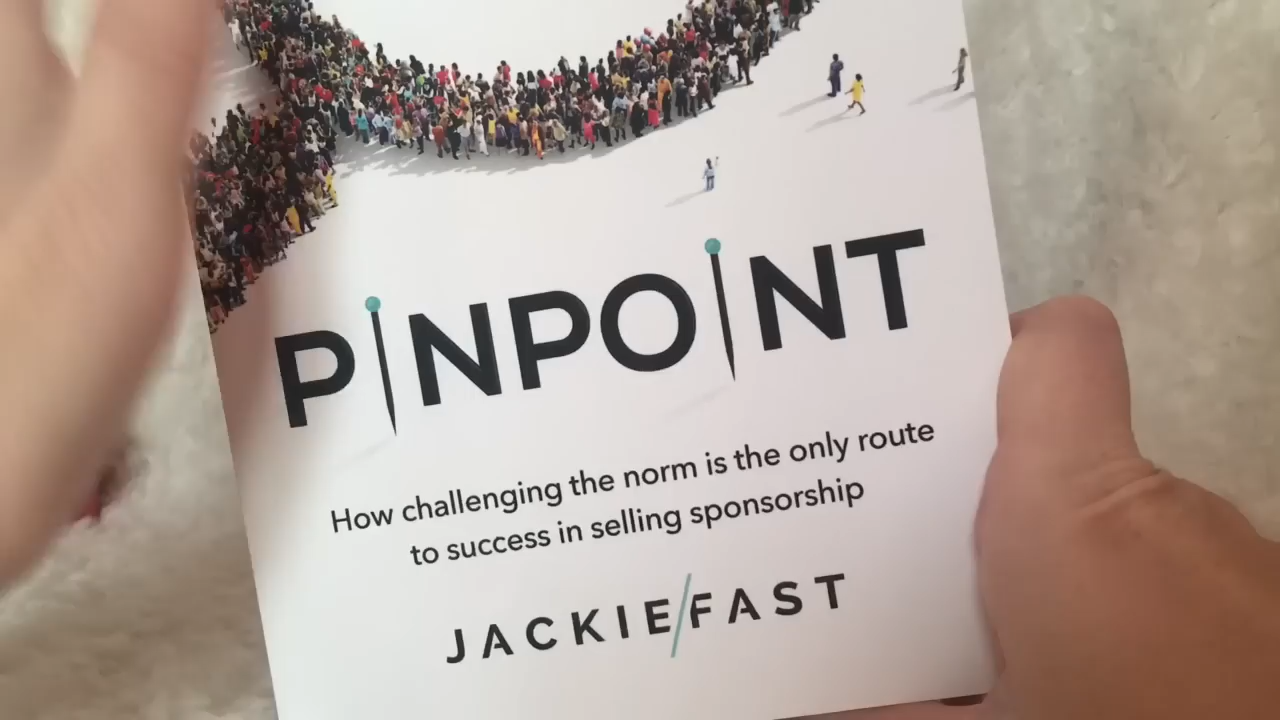 PINPOINT
How challenging the norm is the only route
to success in selling sponsorship
JACKIE/FAST